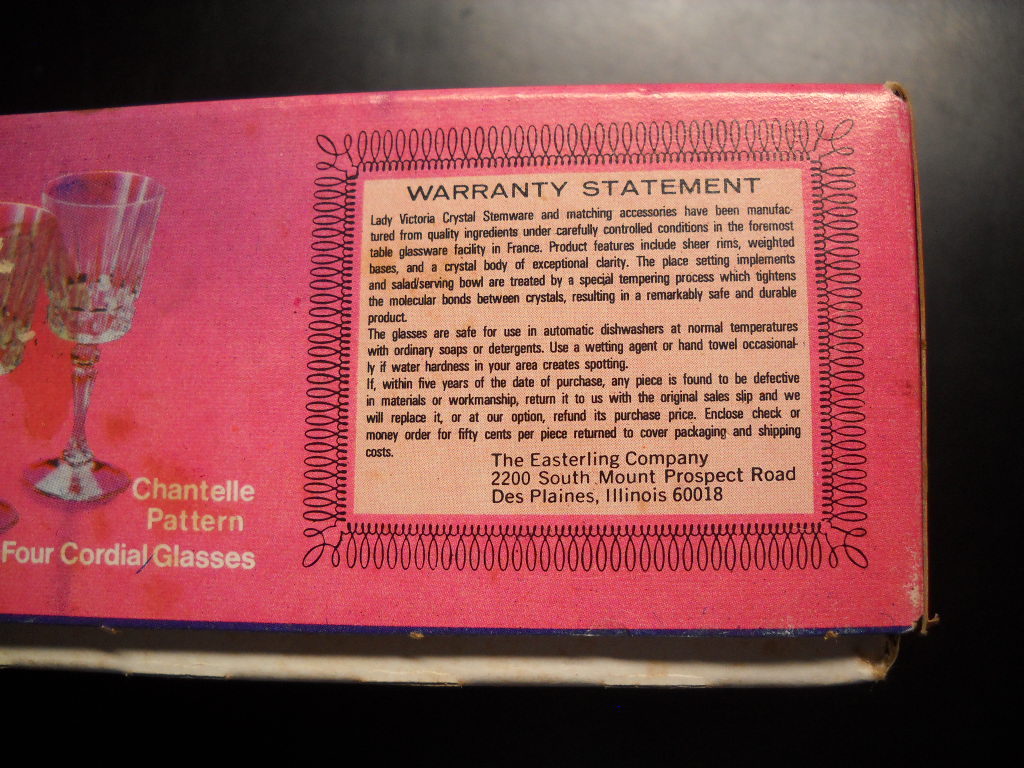 WARRANTY STATEMENT
Lady Victoria Crystal Stemware and matching accessories have been manufac-
tured from quality ingredients under carefully controlled conditions in the foremost
table glassware facility in France. Product features include sheer rims, weighted
bases, and a crystal body of exceptional clarity. The place setting implements
and salad/serving bowl are treated by a special tempering process which tightens
the molecular bonds between crystals, resulting in a remarkably safe and durable
product.
The glasses are safe for use in automatic dishwashers at normal temperatures
with ordinary soaps or detergents. Use a wetting agent or hand towel occasional-
ly if water hardness in your area creates spotting.
If, within five years of the date of purchase, any piece is found to be defective
in materials or workmanship, return it to us with the original sales slip and we
will replace it, or at our option, refund its purchase price. Enclose check or
money order for fifty cents per piece returned to cover packaging and shipping
costs.
The Easterling Company
2200 South Mount Prospect Road
Des Plaines, Illinois 60018
Chantelle
Pattern
Four Cordial Glasses